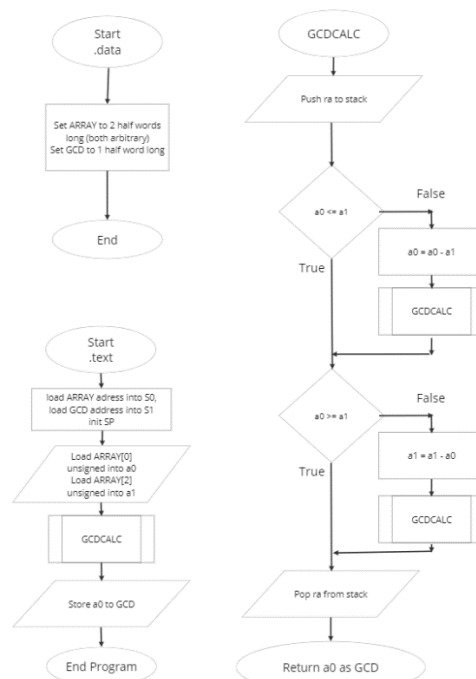 Start
.data
Set ARRAY to 2 half words
long (both arbitrary)
Set GCD to 1 half word long
End
Start
.text
load ARRAY adress into S0,
load GCD address into S1
init SP
Load ARRAY[0]
unsigned into a0
Load ARRAY[2]
unsigned into a1
GCDCALC
Store a0 to GCD
End Program
GCDCALC
Push ra to stack
a0 <= a1
False
True
a0 = a0 - a1
GCDCALC
a0 >= a1
False
True
a1 = a1 - a0
GCDCALC
Pop ra from stack
Return a0 as GCD